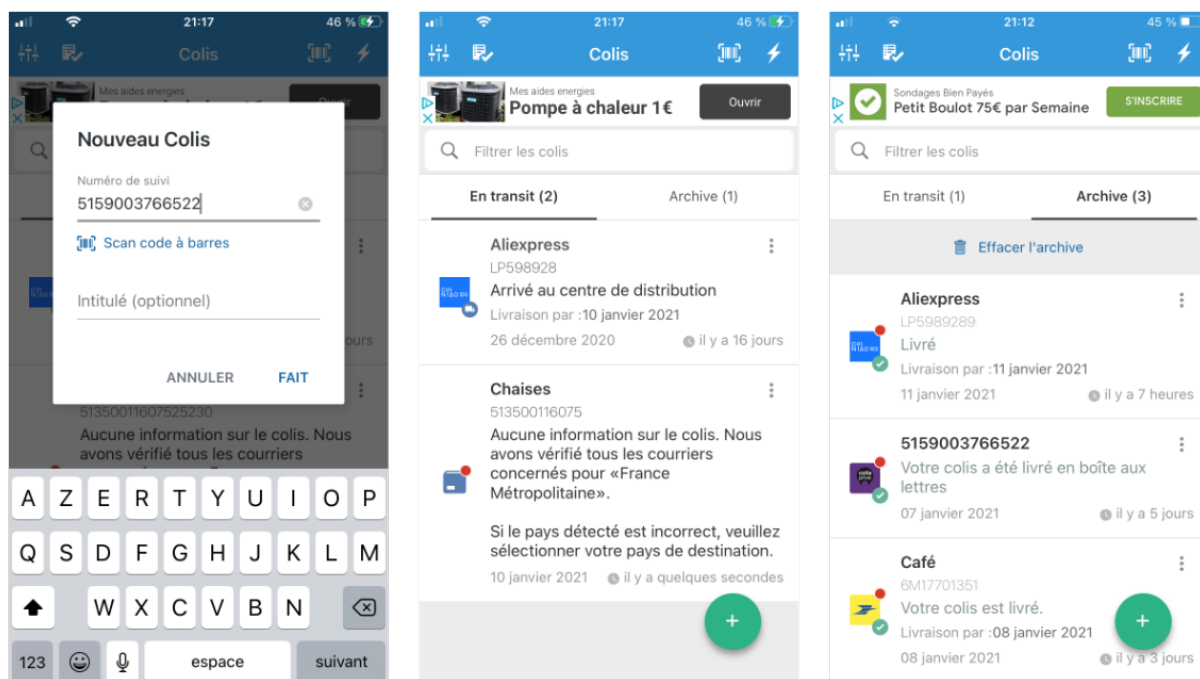 21:17
46 %
Colis
Mes aides energies
Ouvrir
Nouveau Colis
Numéro de suivi
5159003766522
Scan code à barres
Intitulé (optionnel)
ANNULER
FAIT
jours
51350011607525230
Aucune information sur le colis. Nous
avons vérifié tous les courriers
A Z E R T Y U I O P
Q S D F G H J K L M
W X C V B N
123
espace
suivant
21:17
46 %
Colis
Mes aides energies
Pompe à chaleur 1€
Ouvrir
Filtrer les colis
En transit (2)
Archive (1)
Aliexpress
LP598928
Arrivé au centre de distribution
Livraison par :10 janvier 2021
26 décembre 2020
il y a 16 jours
Chaises
513500116075
Aucune information sur le colis. Nous
avons vérifié tous les courriers
concernés pour «France
Métropolitaine».
Si le pays détecté est incorrect, veuillez
sélectionner votre pays de destination.
10 janvier 2021
il y a quelques secondes
+
21:12
45 %
Colis
Sondages Bien Payés
Petit Boulot 75€ par Semaine
S'INSCRIRE
Filtrer les colis
En transit (1)
Archive (3)
Effacer l'archive
Aliexpress
LP5989289
Livré
Livraison par :11 janvier 2021
11 janvier 2021
il y a 7 heures
5159003766522
Votre colis a été livré en boîte aux
lettres
07 janvier 2021
il y a 5 jours
Café
6M17701351
Votre colis est livré.
Livraison par :08 janvier 2021
08 janvier 2021
il y a 3 jours
+